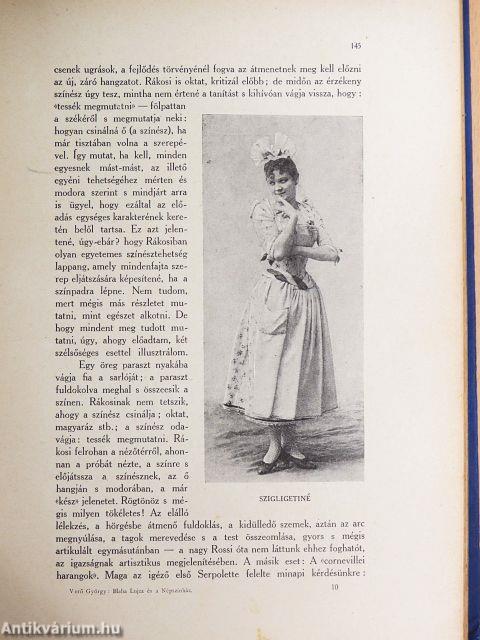 145
csenek ugrások, a fejlődés törvényénél fogva az átmenetnek meg kell előzni
az új, záró hangzatot. Rákosi is oktat, kritizál előbb; de midőn az érzékeny
színész úgy tesz, mintha nem értené a tanítást s kihívóan vágja vissza, hogy:
«tessék megmutatni» — fölpattan
a székéről s megmutatja neki:
hogyan csinálná ő (a színész), ha
már tisztában volna a szerepé-
vel. Így mutat, ha kell, minden
egyesnek mást-mást, az illető
egyéni tehetségéhez mérten és
modora szerint s mindjárt arra
is ügyel, hogy ezáltal az elő-
adás egységes karakterének kere-
tén belől tartsa. Ez azt jelen-
tené, úgy-ebár? hogy Rákosiban
olyan egyetemes színésztehetség
lappang, amely mindenfajta sze-
rep eljátszására képesítené, ha a
színpadra lépne. Nem tudom,
mert mégis más részletet mu-
tatni, mint egészet alkotni. De
hogy mindent meg tudott mu-
tatni, úgy, ahogy előadtam, két
szélsőséges esettel illusztrálom.
Egy öreg paraszt nyakába
vágja fia a sarlóját; a paraszt
fuldokolva meghal s összeesik a
színen. Rákosinak nem tetszik,
ahogy a színész csinálja; oktat,
magyaráz stb.; a színész oda-
vágja: tessék megmutatni. Rá-
kosi felrohan a nézőtérről, ahon-
nan a próbát nézte, a színre s
előjátssza a színésznek, az ő
hangján s modorában, a már
«kész» jelenetet. Rögtönöz s mé-
gis milyen tökéletes! Az elálló
lélekzés, a hörgésbe átmenő fuldoklás, a kidülledő szemek, aztán az arc
megnyúlása, a tagok merevedése s a test összeomlása, gyors s mégis
artikulált egymásutánban — a nagy Rossi óta nem láttunk ehhez foghatót,
az igazságnak artisztikus megjelenítésében. A másik eset: A «cornevillei
harangok». Maga az igéző első Serpolette felelte minapi kérdésünkre:
SZIGLIGETINÉ
Verő György: Blaha Lujza és a Népszínház.
10
Antikvárium.hu